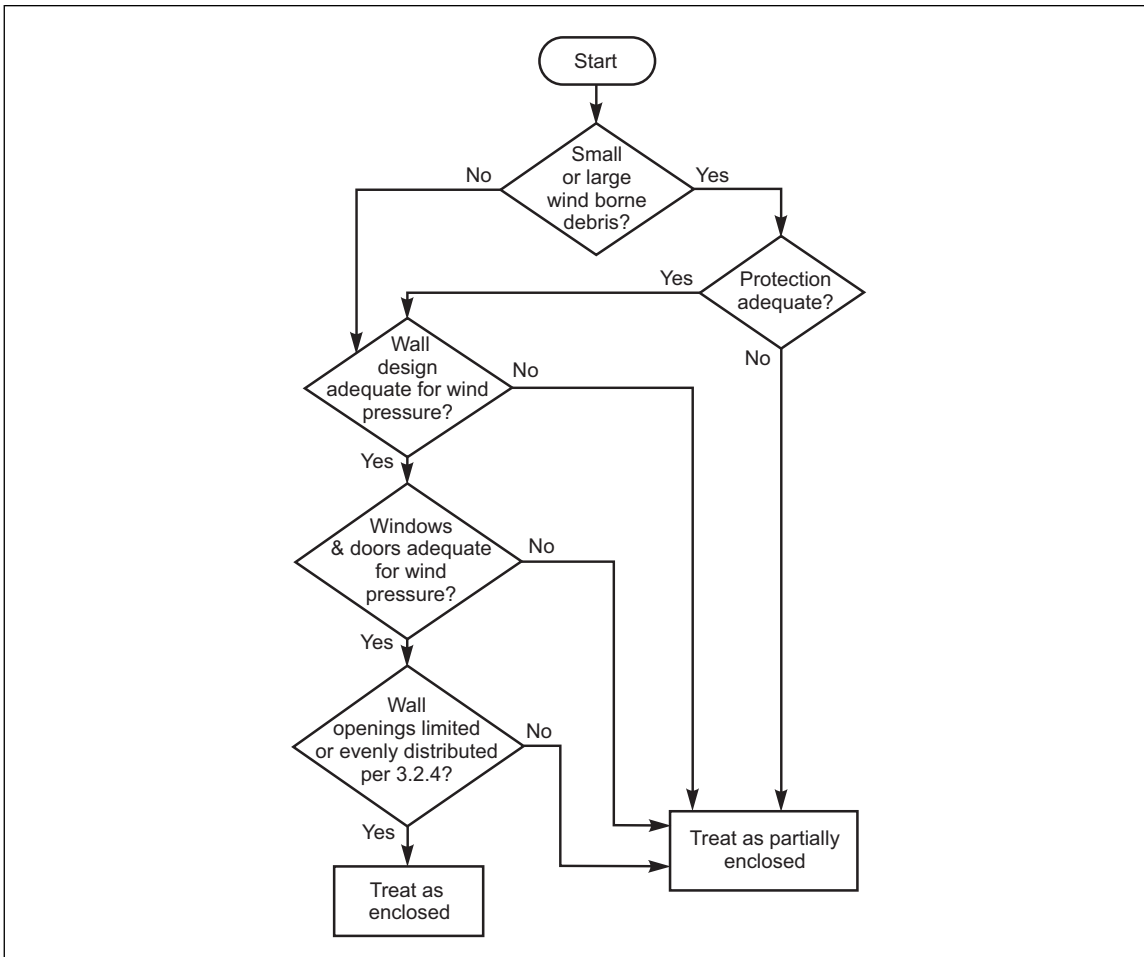 Start
Small
or large
wind borne
debris?
No
Yes
Protection
adequate?
Yes
No
Wall
design
adequate for wind
pressure?
No
Yes
Windows
& doors adequate
for wind
pressure?
No
Yes
Wall
openings limited
or evenly distributed
per 3.2.4?
No
Yes
Treat as partially
enclosed
Treat as
enclosed